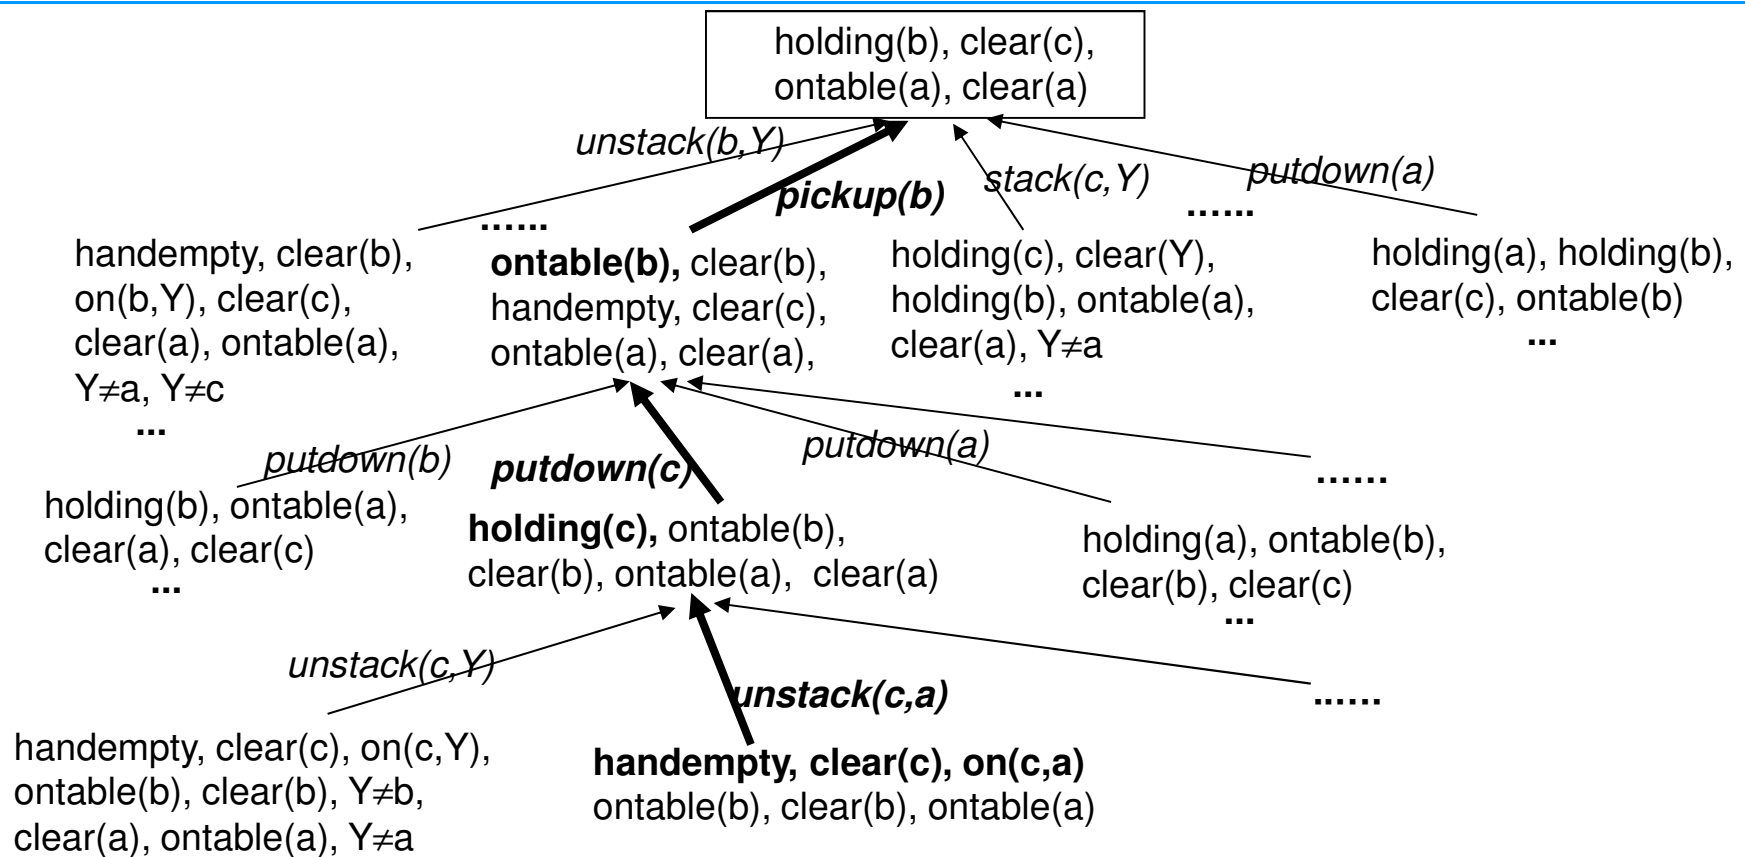 holding(b), clear(c),
ontable(a), clear(a)
unstack(b,Y)
pickup(b)
stack(c,Y)
putdown(a)
......
......
handempty, clear(b),
on(b,Y), clear(c),
clear(a), ontable(a),
Y≠a, Y≠c
...
ontable(b), clear(b),
handempty, clear(c),
ontable(a), clear(a),
holding(c), clear(Y),
holding(b), ontable(a),
clear(a), Y≠a
...
holding(a), holding(b),
clear(c), ontable(b)
...
putdown(b)
putdown(c)
putdown(a)
......
holding(b), ontable(a),
clear(a), clear(c)
...
holding(c), ontable(b),
clear(b), ontable(a), clear(a)
holding(a), ontable(b),
clear(b), clear(c)
...
unstack(c,Y)
unstack(c,a)
......
handempty, clear(c), on(c,Y),
ontable(b), clear(b), Y≠b,
clear(a), ontable(a), Y≠a
handempty, clear(c), on(c,a)
ontable(b), clear(b), ontable(a)